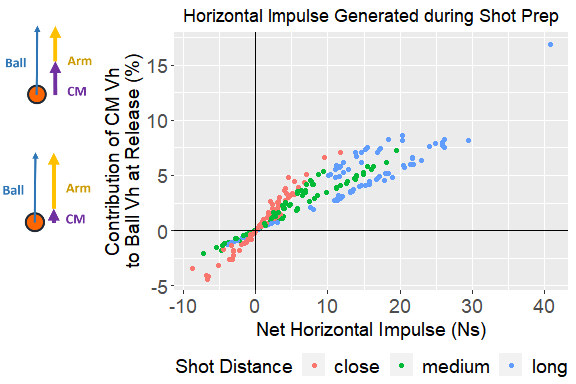 Horizontal Impulse Generated during Shot Prep
Ball
Arm
CM
Ball
Arm
CM
Contribution of CM Vh
to Ball Vh at Release (%)
15
10
5
0
-5
-10
0
10
20
30
40
Net Horizontal Impulse (Ns)
Shot Distance close medium long